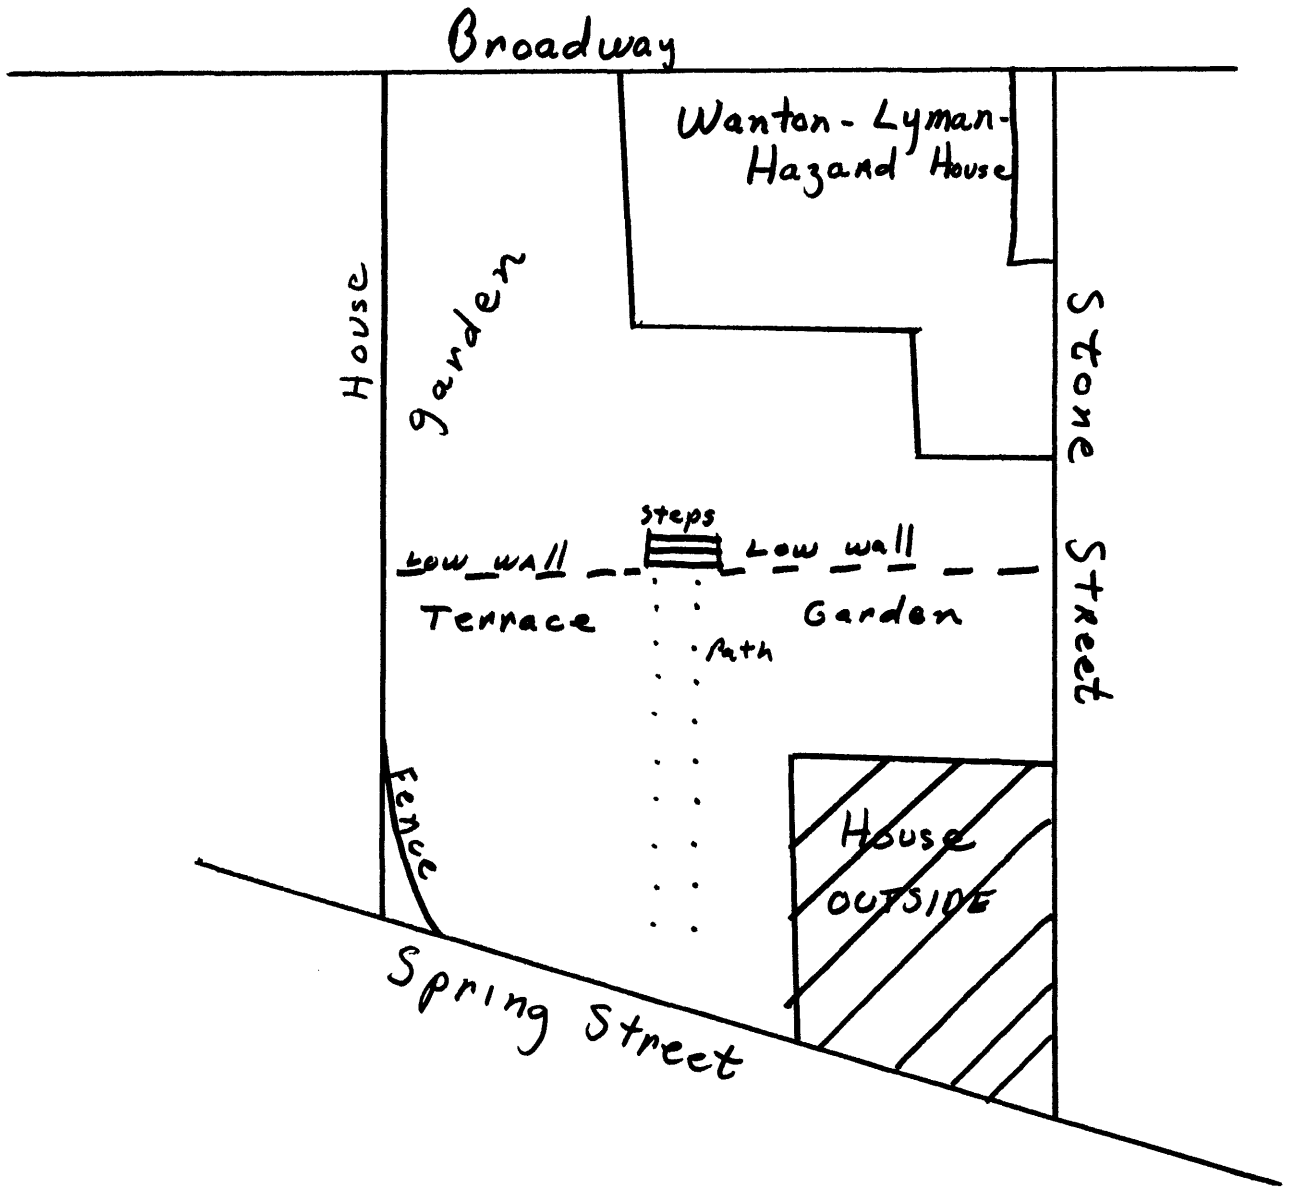 Broadway
Wanton-Lyman-
Hazard House
House
garden
Stone Street
Steps
Low Wall
Low Wall
Terrace
Garden
Path
Fence
House
OUTSIDE
Spring Street